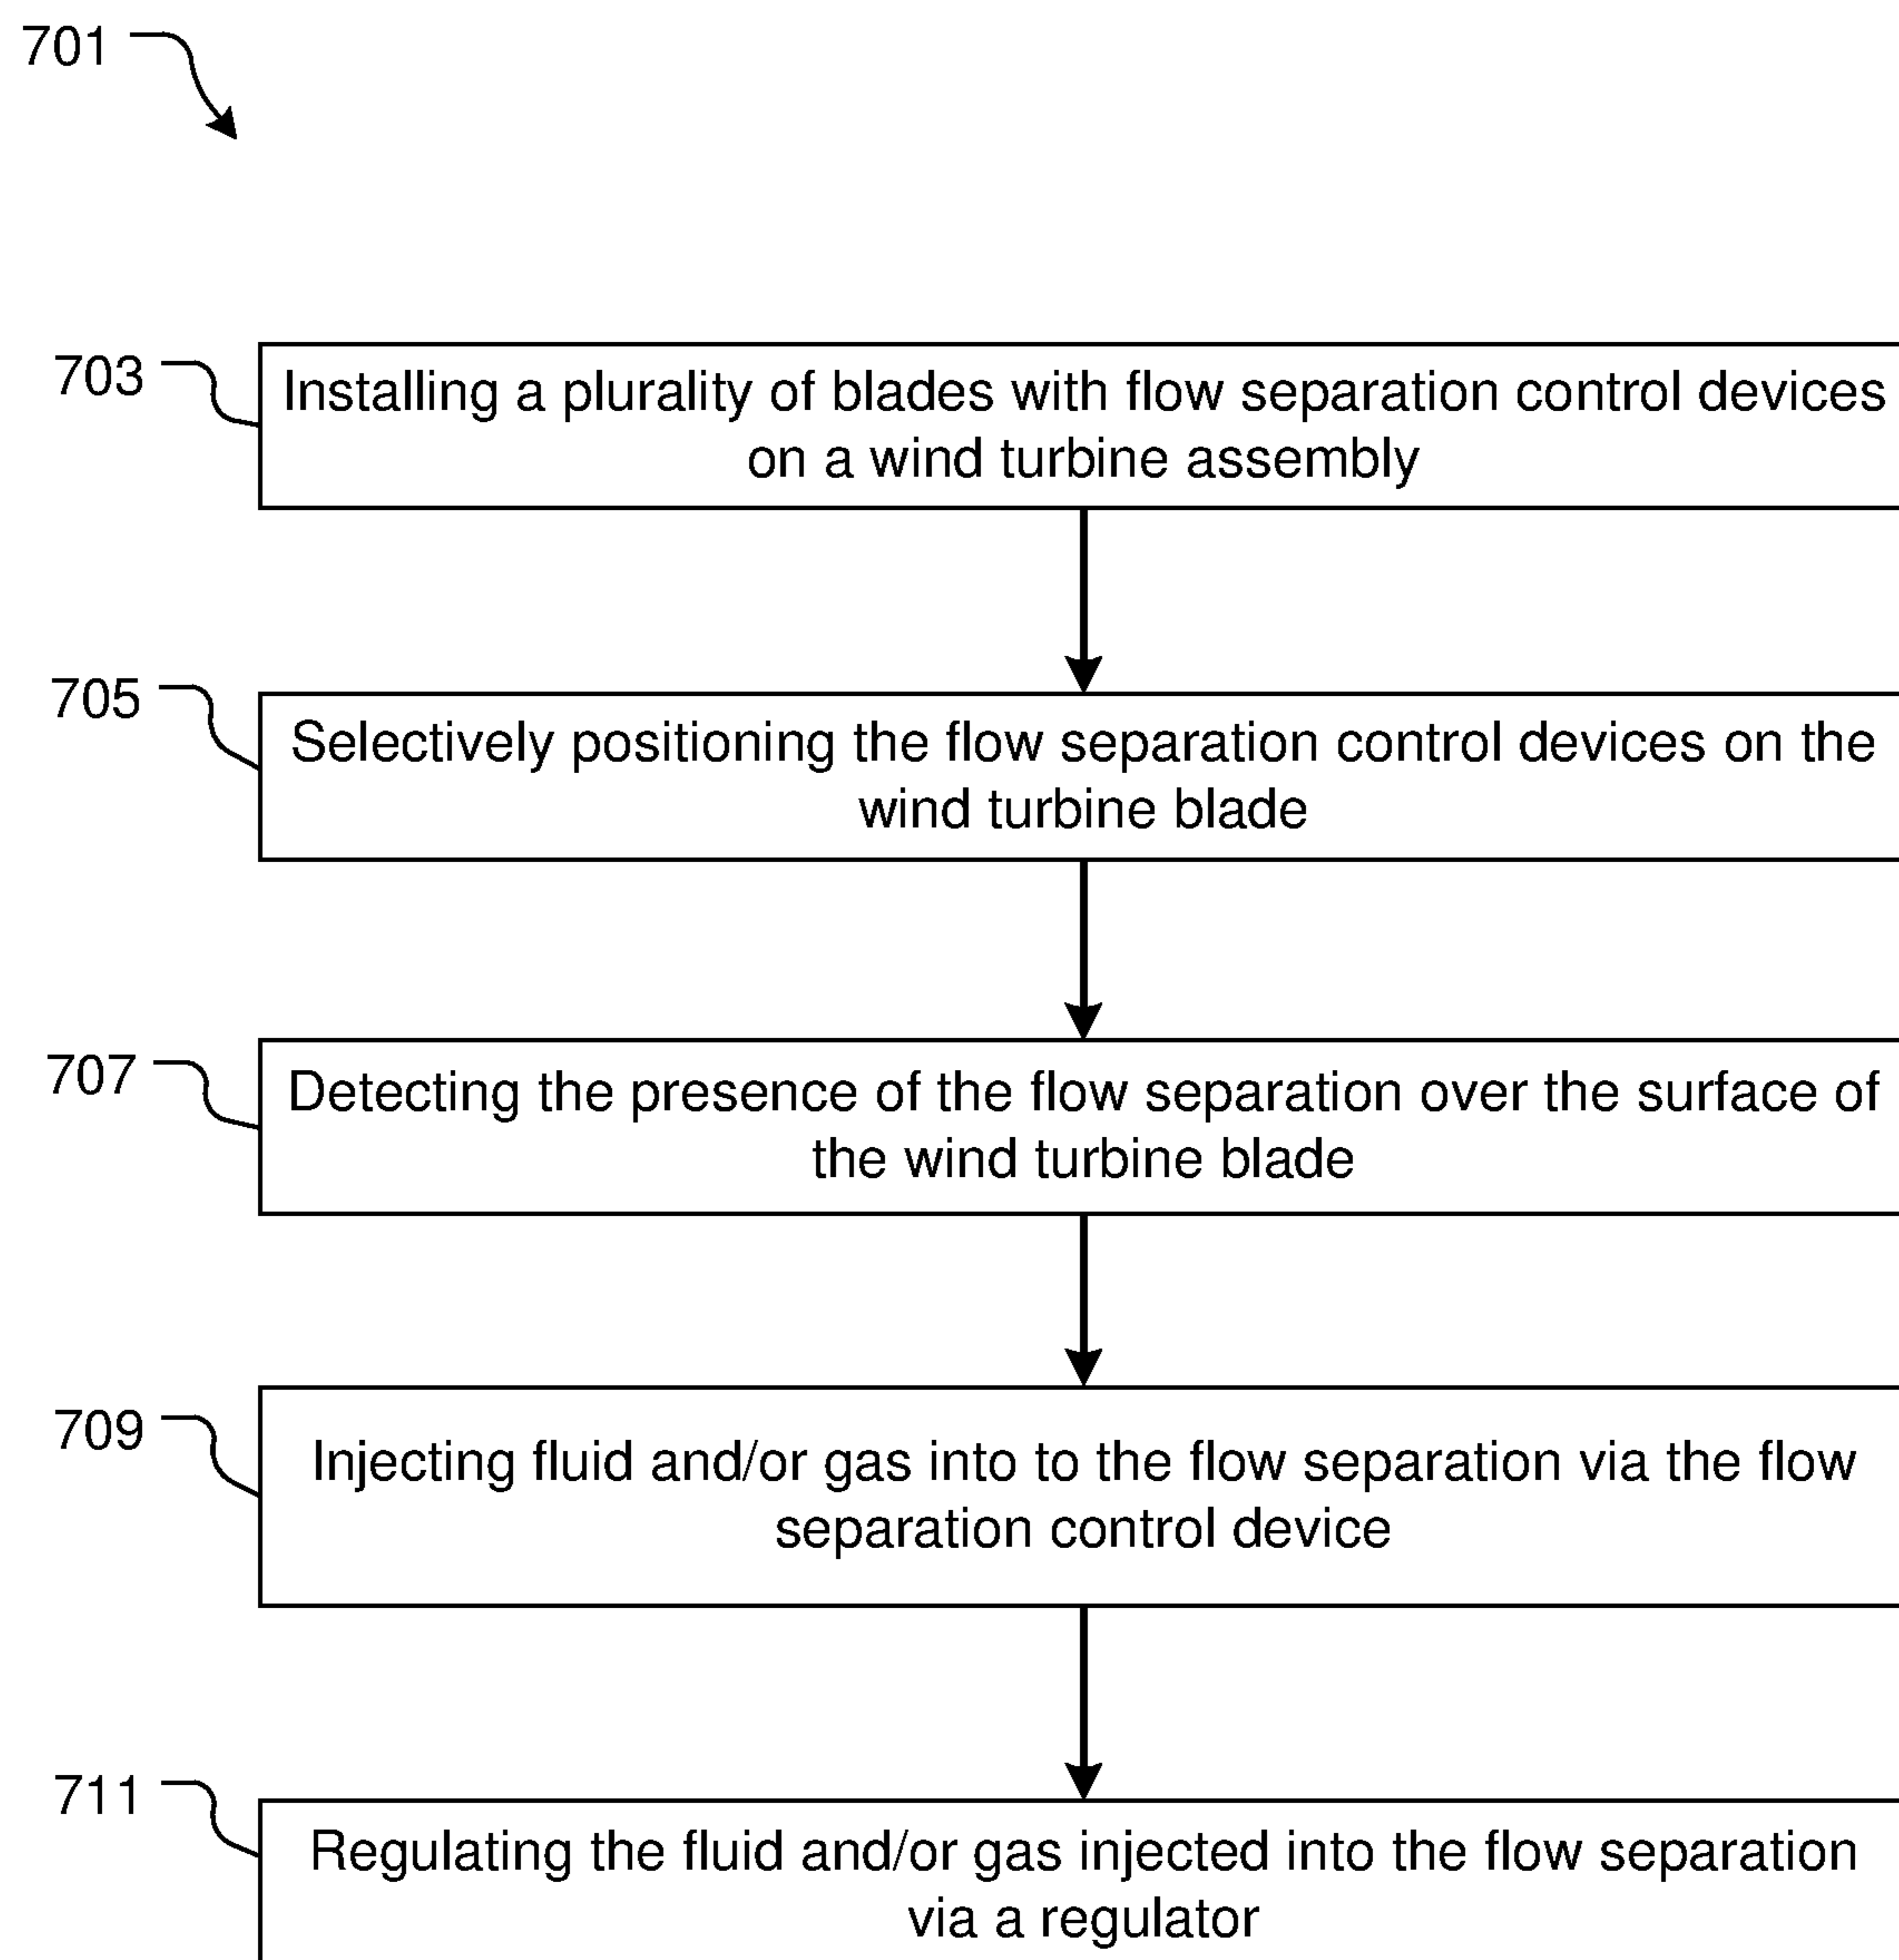 701
703
Installing a plurality of blades with flow separation control devices
on a wind turbine assembly
705
Selectively positioning the flow separation control devices on the
wind turbine blade
707
Detecting the presence of the flow separation over the surface of
the wind turbine blade
709
Injecting fluid and/or gas into to the flow separation via the flow
separation control device
711
Regulating the fluid and/or gas injected into the flow separation
via a regulator